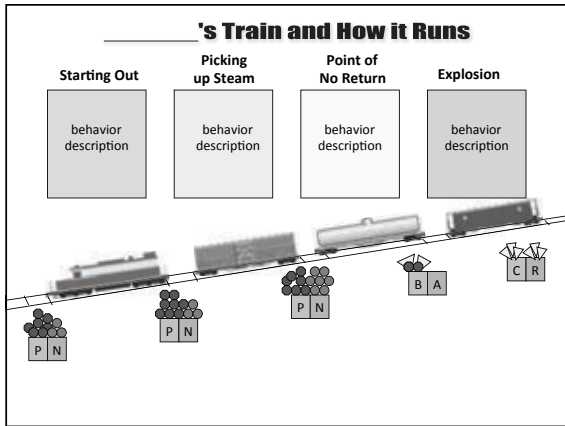 _________'s Train and How it Runs
Starting Out
Picking
up Steam
Point of
No Return
Explosion
behavior
description
behavior
description
behavior
description
behavior
description
P N
P N
P N
B A
C R